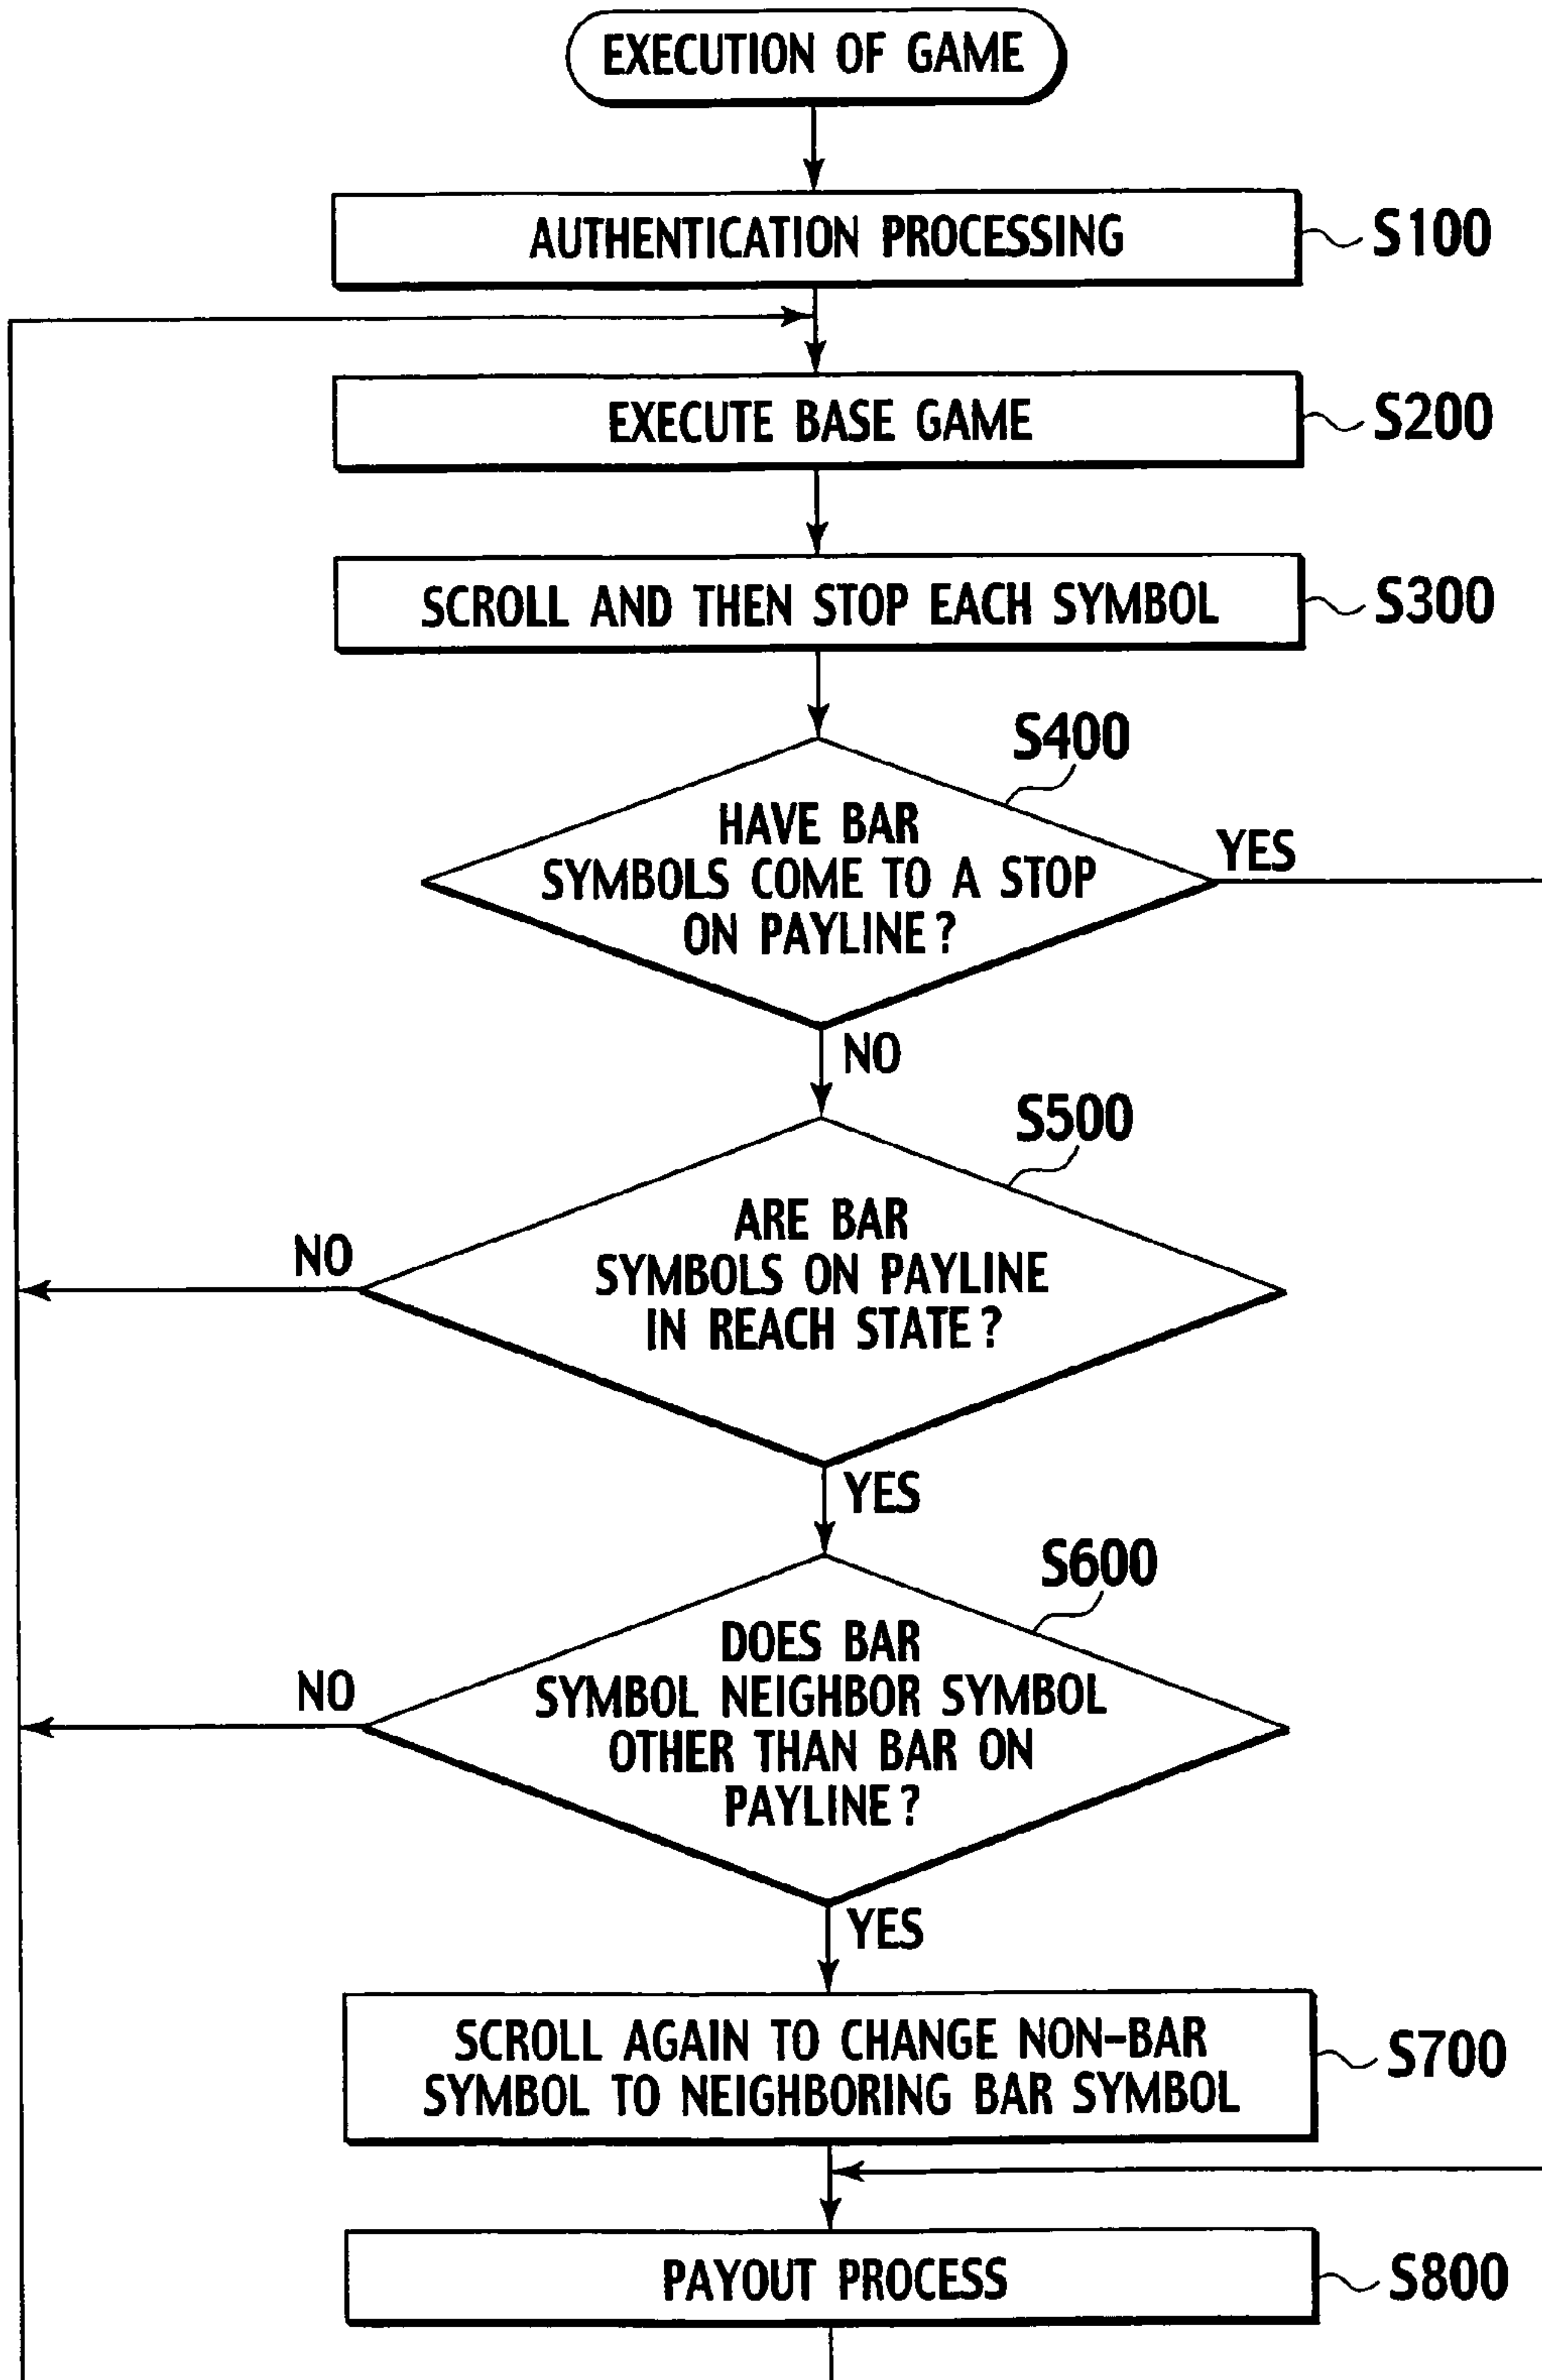 EXECUTION OF GAME
AUTHENTICATION PROCESSING
S100
EXECUTE BASE GAME
S200
SCROLL AND THEN STOP EACH SYMBOL
S300
S400
HAVE BAR
SYMBOLS COME TO A STOP
ON PAYLINE?
YES
NO
S500
ARE BAR
SYMBOLS ON PAYLINE
IN REACH STATE?
NO
YES
S600
DOES BAR
SYMBOL NEIGHBOR SYMBOL
OTHER THAN BAR ON
PAYLINE?
NO
YES
SCROLL AGAIN TO CHANGE NON-BAR
SYMBOL TO NEIGHBORING BAR SYMBOL
S700
PAYOUT PROCESS
S800